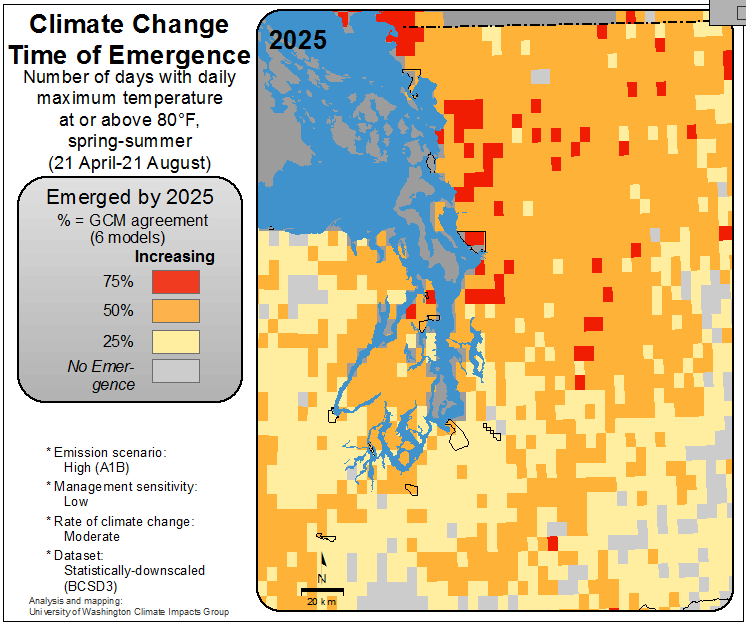 Climate Change
Time of Emergence
Number of days with daily
maximum temperature
at or above 80°F,
spring-summer
(21 April-21 August)
Emerged by 2025
% = GCM agreement
(6 models)
Increasing
75%
50%
25%
No Emer-
gence
* Emission scenario:
High (A1B)
* Management sensitivity:
Low
* Rate of climate change:
Moderate
* Dataset:
Statistically-downscaled
(BCSD3)
Analysis and mapping:
University of Washington Climate Impacts Group
2025
N
20 km